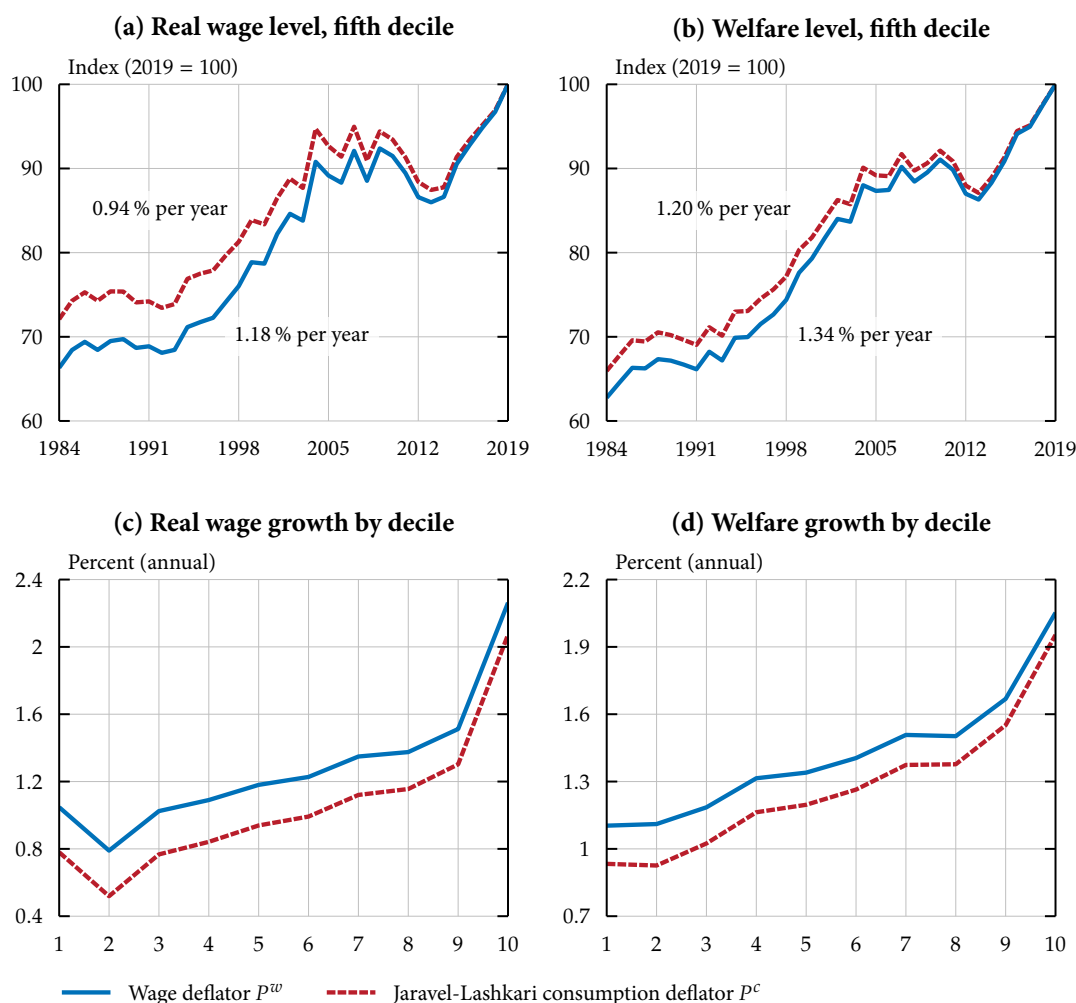 (a) Real wage level, fifth decile
Index (2019 = 100)
100
90
80
70
60
0.94 % per year
1.18 % per year
1984 1991 1998 2005 2012 2019
(b) Welfare level, fifth decile
Index (2019 = 100)
100
90
80
70
60
1.20 % per year
1.34 % per year
1984 1991 1998 2005 2012 2019
(c) Real wage growth by decile
Percent (annual)
2.4
2
1.6
1.2
0.8
0.4
1 2 3 4 5 6 7 8 9 10
(d) Welfare growth by decile
Percent (annual)
2.2
1.9
1.6
1.3
1
0.7
1 2 3 4 5 6 7 8 9 10
Wage deflator P^w Jaravel-Lashkari consumption deflator P^c